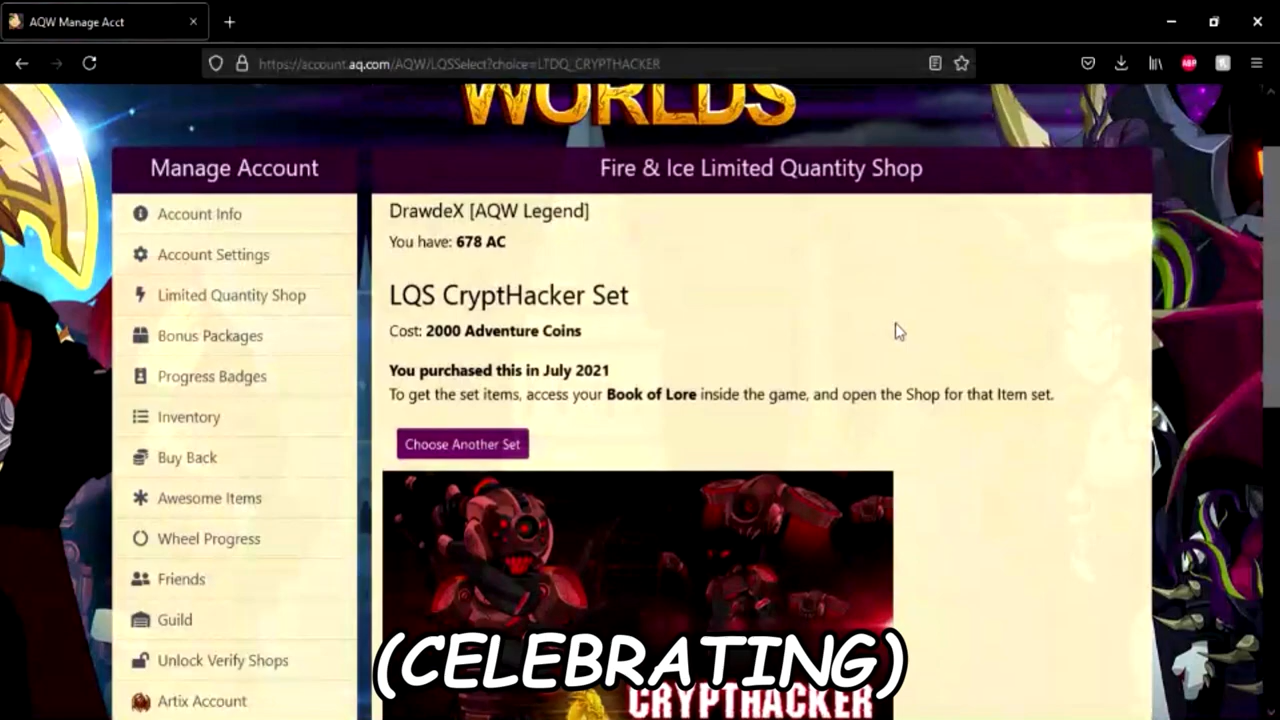 AQW Manage Acct
https://account.aq.com/AQW/LQSSelect?choice=LTDQ_CRYPTHACKER
ABP
WORLDS
Manage Account
Account Info
Account Settings
Limited Quantity Shop
Bonus Packages
Progress Badges
Inventory
Buy Back
Awesome Items
Wheel Progress
Friends
Guild
Unlock Verify Shops
Artix Account
Fire & Ice Limited Quantity Shop
DrawdeX [AQW Legend]
You have: 678 AC
LQS CryptHacker Set
Cost: 2000 Adventure Coins
You purchased this in July 2021
To get the set items, access your Book of Lore inside the game, and open the Shop for that Item set.
Choose Another Set
(CELEBRATING)
CRYPTHACKER